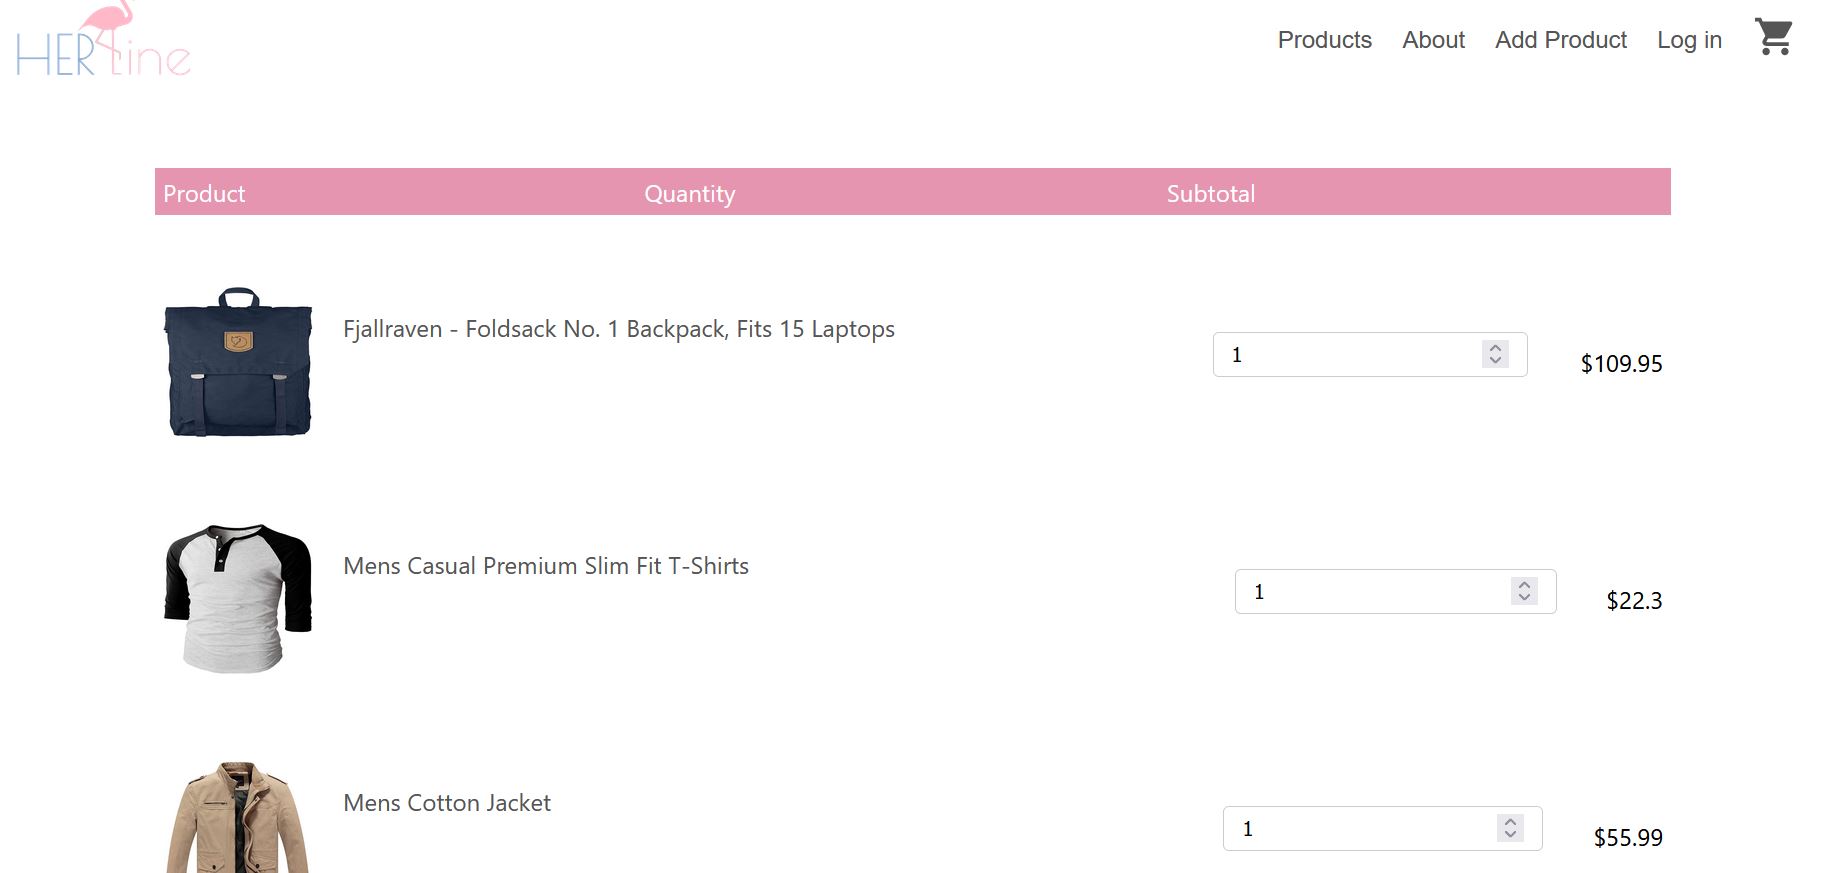 HERLine
Products About Add Product Log in
Product Quantity Subtotal
Fjallraven - Foldsack No. 1 Backpack, Fits 15 Laptops
1
$109.95
Mens Casual Premium Slim Fit T-Shirts
1
$22.3
Mens Cotton Jacket
1
$55.99